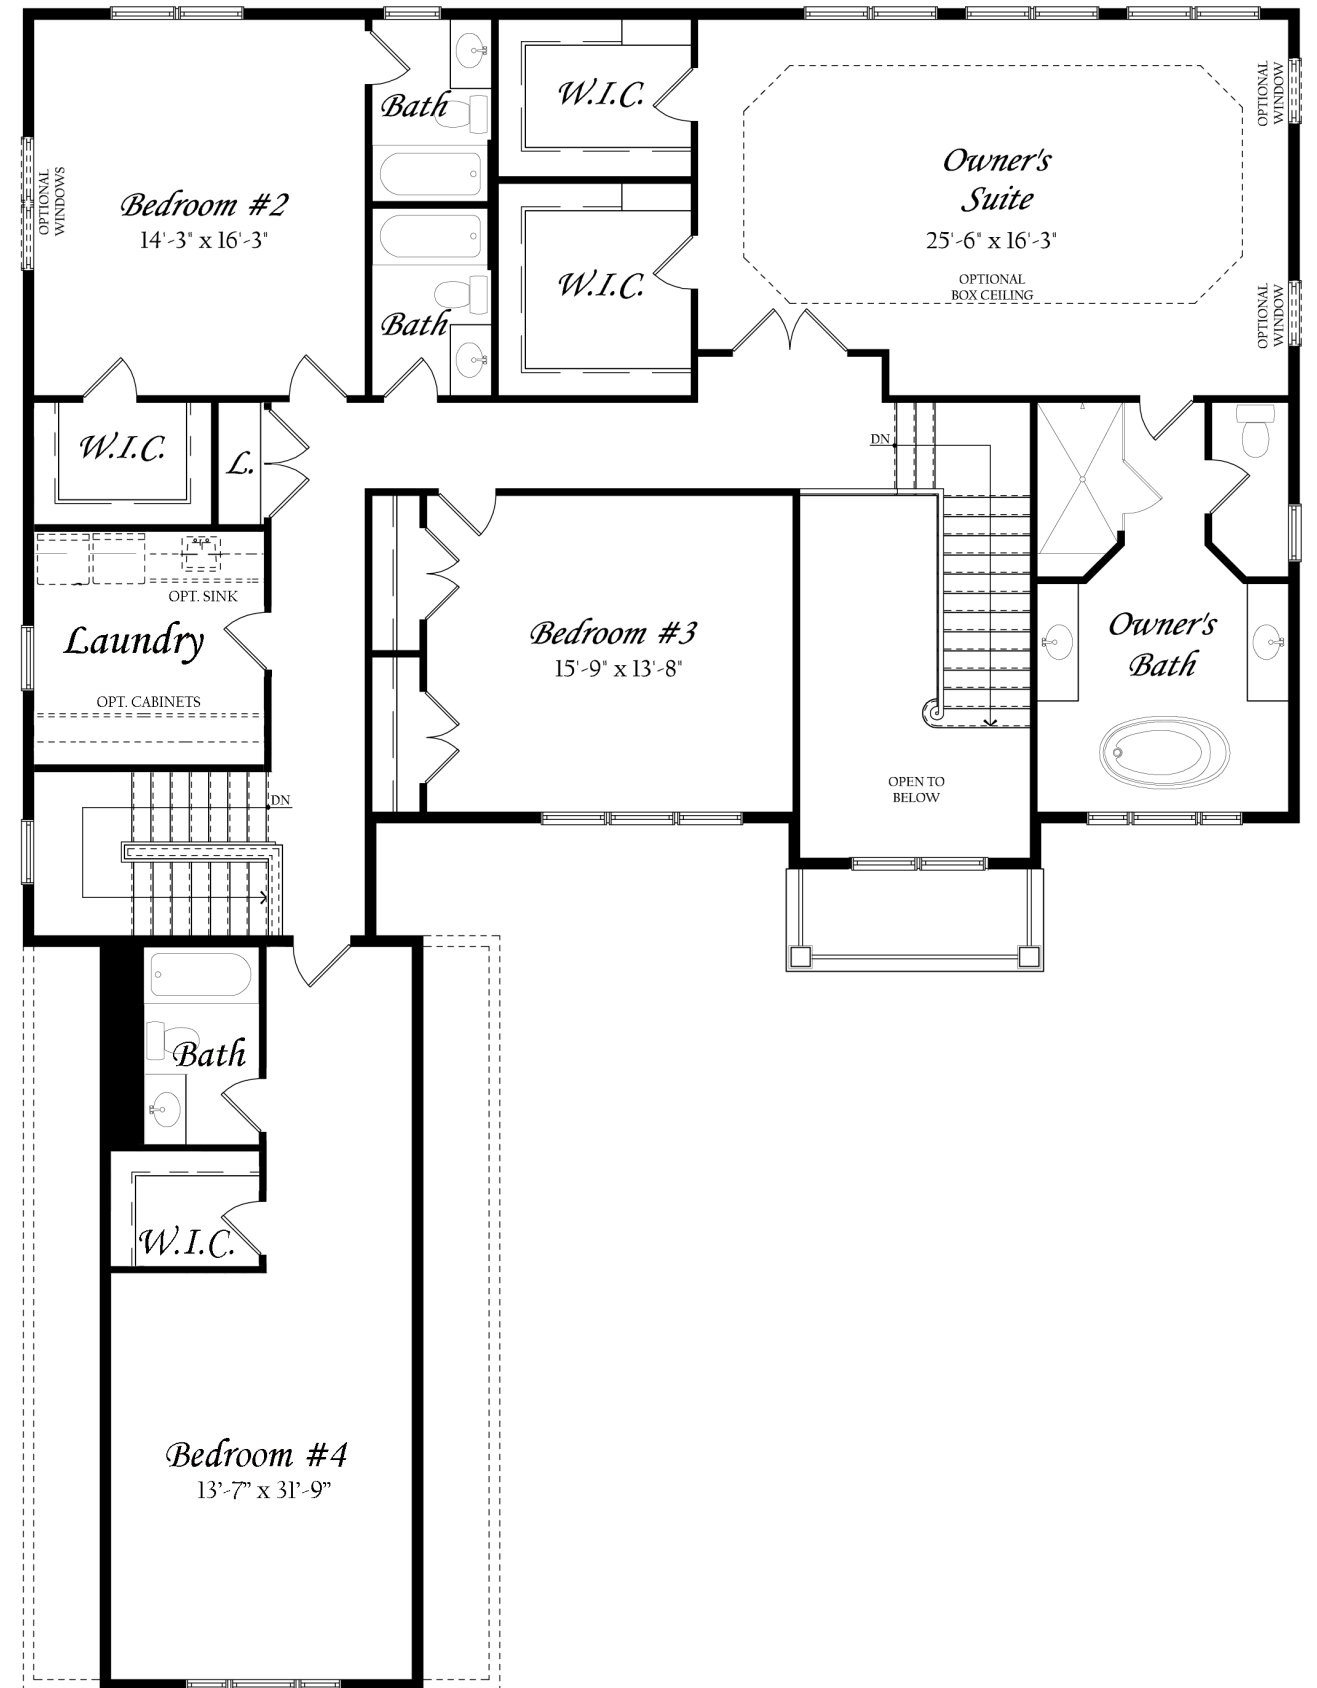 Bath
W.I.C.
OPTIONAL
WINDOW
Owner's
Suite
25'-6" x 16'-3"
OPTIONAL
BOX CEILING
OPTIONAL
WINDOWS
Bedroom #2
14'-3" x 16'-3"
W.I.C.
Bath
OPTIONAL
WINDOW
W.I.C.
L.
DN
OPT. SINK
Laundry
OPT. CABINETS
Bedroom #3
15'-9" x 13'-8"
Owner's
Bath
OPEN TO
BELOW
DN
Bath
W.I.C.
Bedroom #4
13'-7" x 31'-9"